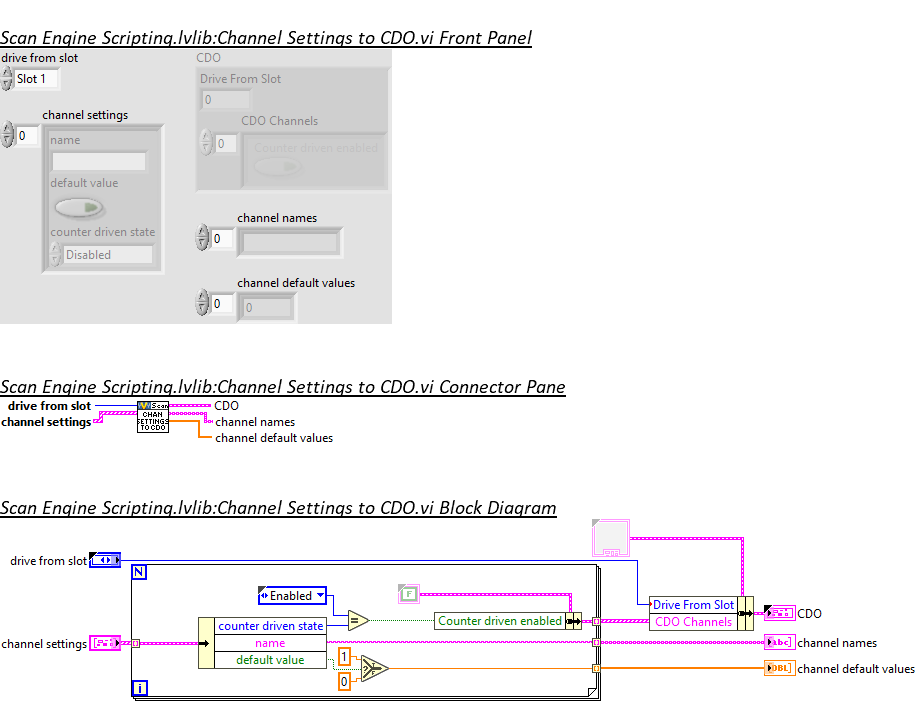 Scan Engine Scripting.lvlib:Channel Settings to CDO.vi Front Panel
drive from slot
Slot 1
channel settings
0
name
default value
counter driven state
Disabled
CDO
Drive From Slot
0
CDO Channels
0
Counter driven enabled
channel names
0
channel default values
0
0
Scan Engine Scripting.lvlib:Channel Settings to CDO.vi Connector Pane
drive from slot
channel settings
Scan
CHAN
SETTINGS
TO CDO
CDO
channel names
channel default values
Scan Engine Scripting.lvlib:Channel Settings to CDO.vi Block Diagram
drive from slot
N
Enabled
F
channel settings
counter driven state
name
default value
=
Counter driven enabled
Drive From Slot
CDO Channels
CDO
abc
channel names
1
0
?
T
F
DBL
channel default values
i